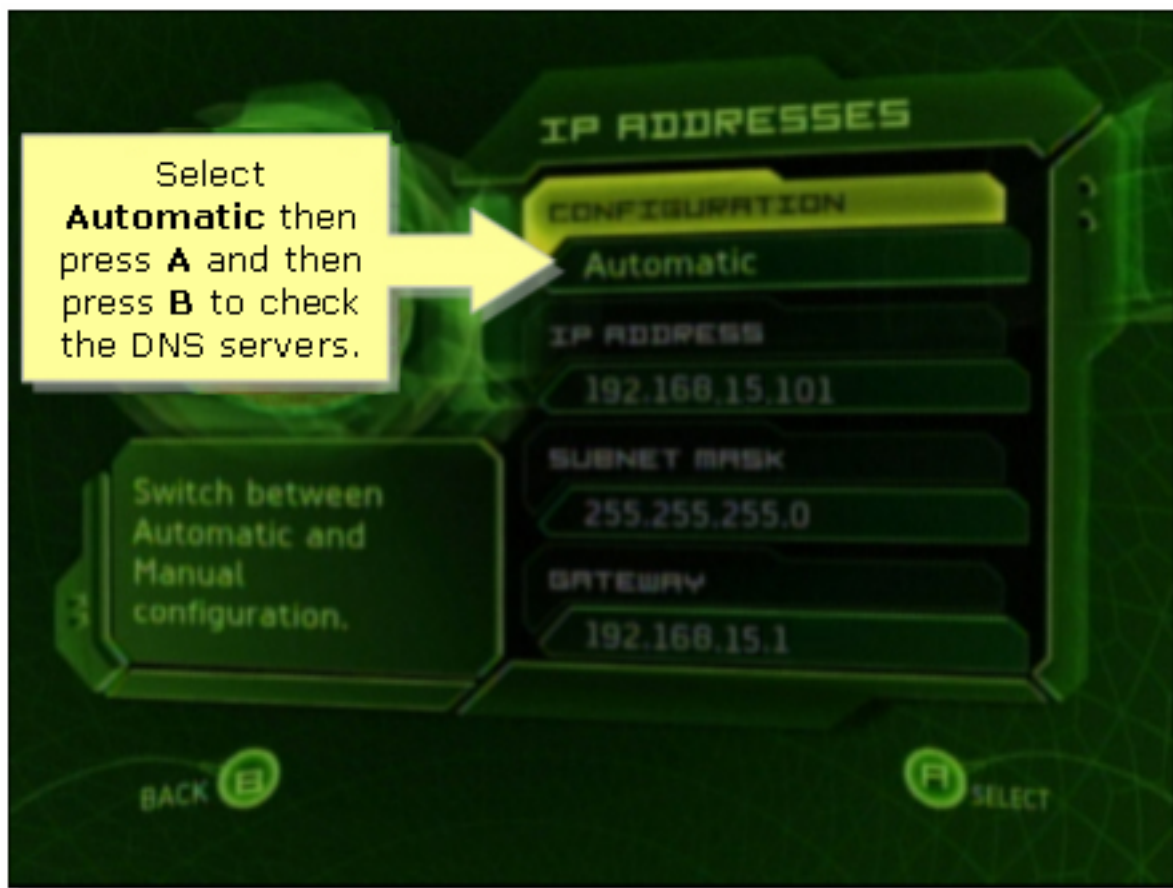 IP ADDRESSES
Select
Automatic then
press A and then
press B to check
the DNS servers.
CONFIGURATION
Automatic
IP ADDRESS
192.168.15.101
SUBNET MASK
255.255.255.0
GATEWAY
192.168.15.1
Switch between
Automatic and
Manual
configuration.
BACK B
A SELECT